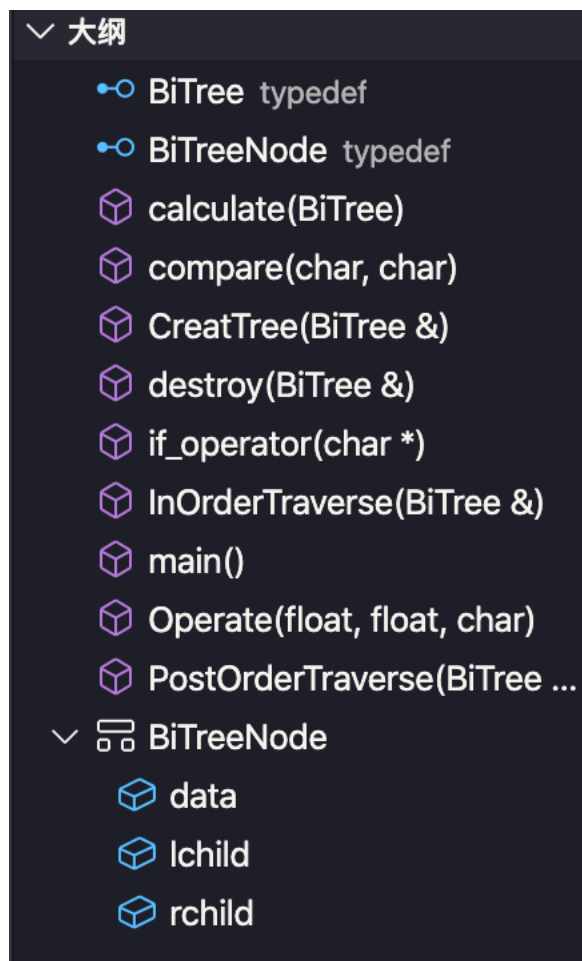 大纲
BiTree typedef
BiTreeNode typedef
calculate(BiTree)
compare(char, char)
CreatTree(BiTree &)
destroy(BiTree &)
if_operator(char *)
InOrderTraverse(BiTree &)
main()
Operate(float, float, char)
PostOrderTraverse(BiTree ...
BiTreeNode
data
lchild
rchild